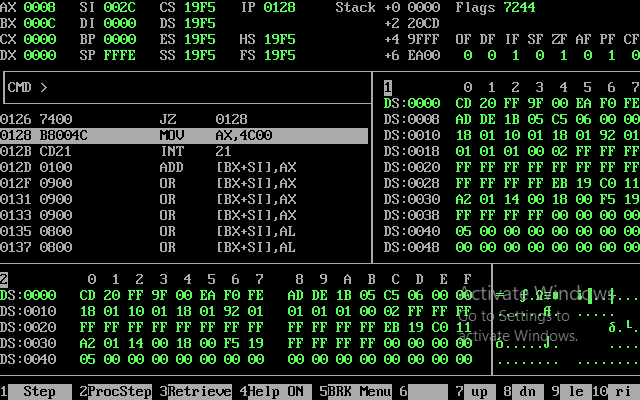 AX 0008 SI 002C CS 19F5 IP 0128 Stack +0 0000 Flags 7244
BX 000C DI 0000 DS 19F5 +2 20CD
CX 0000 BP 0000 ES 19F5 HS 19F5 +4 9FFF OF DF IF SF ZF AF PF CF
DX 0000 SP FFFE SS 19F5 FS 19F5 +6 EA00 0 0 1 0 1 0 1 0
CMD >
0126 7400 JZ 0128
0128 B8004C MOV AX,4C00
012B CD21 INT 21
012D 0100 ADD [BX+SI],AX
012F 0900 OR [BX+SI],AX
0131 0900 OR [BX+SI],AX
0133 0900 OR [BX+SI],AX
0135 0800 OR [BX+SI],AL
0137 0800 OR [BX+SI],AL
1 0 1 2 3 4 5 6 7
DS:0000 CD 20 FF 9F 00 EA F0 FE
DS:0008 AD DE 1B 05 C5 06 00 00
DS:0010 18 01 10 01 18 01 92 01
DS:0018 01 01 01 00 02 FF FF FF
DS:0020 FF FF FF FF FF FF FF FF
DS:0028 FF FF FF FF EB 19 C0 11
DS:0030 A2 01 14 00 18 00 F5 19
DS:0038 FF FF FF FF 00 00 00 00
DS:0040 05 00 00 00 00 00 00 00
DS:0048 00 00 00 00 00 00 00 00
2 0 1 2 3 4 5 6 7 8 9 A B C D E F
DS:0000 CD 20 FF 9F 00 EA F0 FE AD DE 1B 05 C5 06 00 00
DS:0010 18 01 10 01 18 01 92 01 01 01 01 00 02 FF FF FF
DS:0020 FF FF FF FF FF FF FF FF FF FF FF FF EB 19 C0 11
DS:0030 A2 01 14 00 18 00 F5 19 FF FF FF FF 00 00 00 00
DS:0040 05 00 00 00 00 00 00 00 00 00 00 00 00 00 00 00
Activate Windows
Go to Settings to
activate Windows.
1 Step 2ProcStep 3Retrieve 4Help ON 5BRK Menu 6 7 up 8 dn 9 le 10 ri